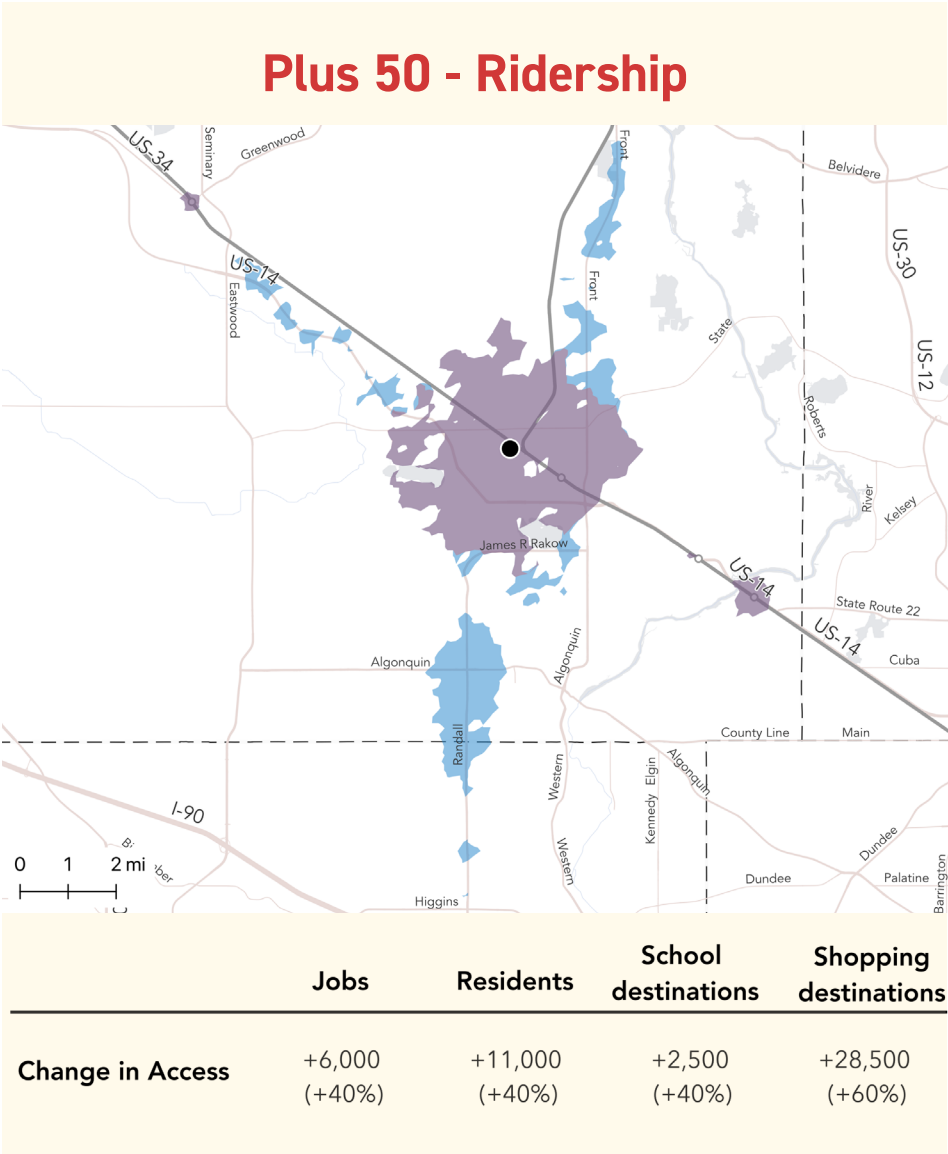 Plus 50 - Ridership
US-34
Seminary
Greenwood
Front
Belvidere
US-30
US-14
Eastwood
Front
State
US-12
Roberts
River
Kelsey
James R Rakow
US-14
State Route 22
US-14
Cuba
Algonquin
Algonquin
Randall
County Line
Main
Western
Kennedy
Elgin
Algonquin
I-90
0 1 2 mi
Western
Dundee
Dundee
Palatine
Barrington
Higgins
Jobs
Residents
School
destinations
Shopping
destinations
Change in Access
+6,000
(+40%)
+11,000
(+40%)
+2,500
(+40%)
+28,500
(+60%)